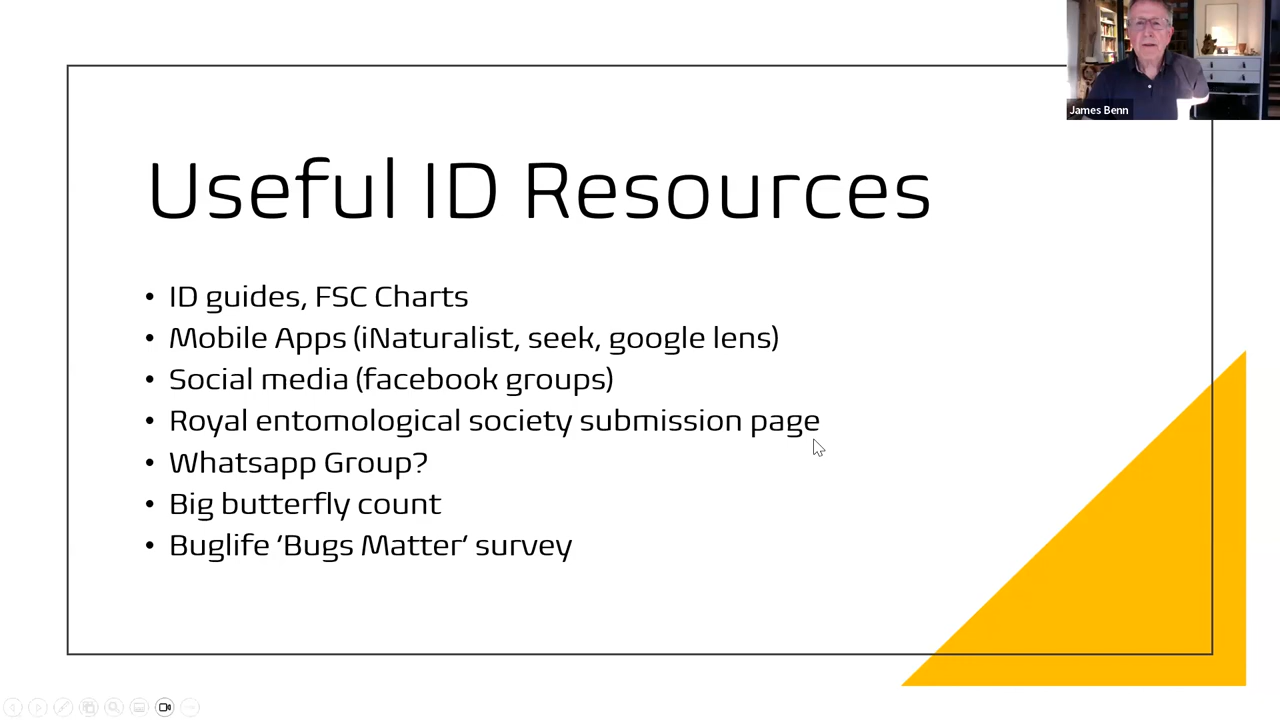 James Benn
Useful ID Resources
• ID guides, FSC Charts
• Mobile Apps (iNaturalist, seek, google lens)
• Social media (facebook groups)
• Royal entomological society submission page
• Whatsapp Group?
• Big butterfly count
• Buglife ‘Bugs Matter’ survey